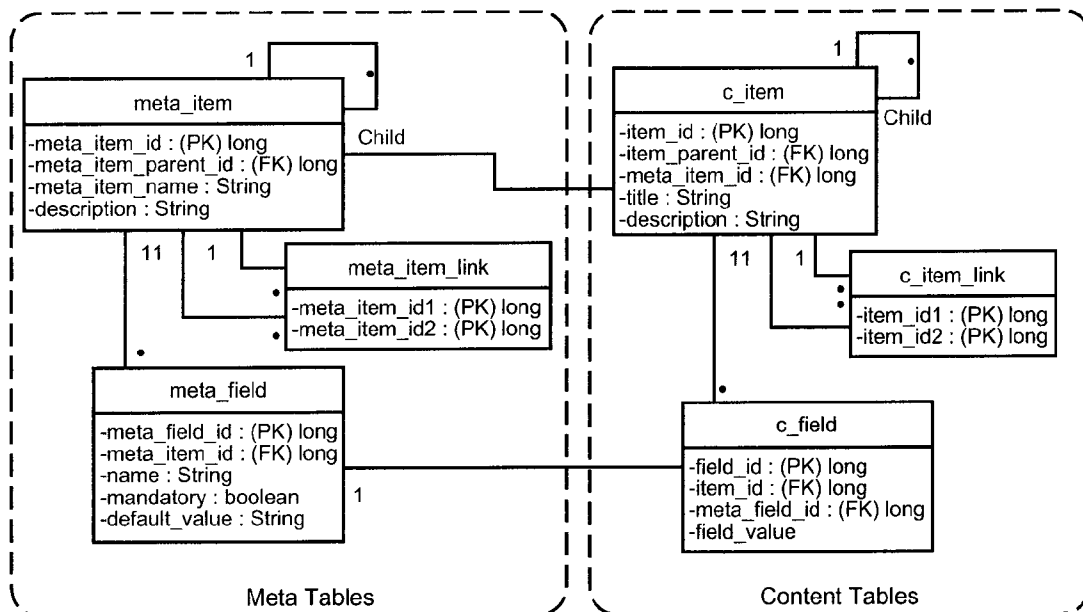 1
meta_item
-meta_item_id : (PK) long
-meta_item_parent_id : (FK) long
-meta_item_name : String
-description : String
Child
11
1
meta_item_link
-meta_item_id1 : (PK) long
-meta_item_id2 : (PK) long
meta_field
-meta_field_id : (PK) long
-meta_item_id : (FK) long
-name : String
-mandatory : boolean
-default_value : String
1
Meta Tables
1
c_item
-item_id : (PK) long
-item_parent_id : (FK) long
-meta_item_id : (FK) long
-title : String
-description : String
Child
11
1
c_item_link
-item_id1 : (PK) long
-item_id2 : (PK) long
c_field
-field_id : (PK) long
-item_id : (FK) long
-meta_field_id : (FK) long
-field_value
Content Tables